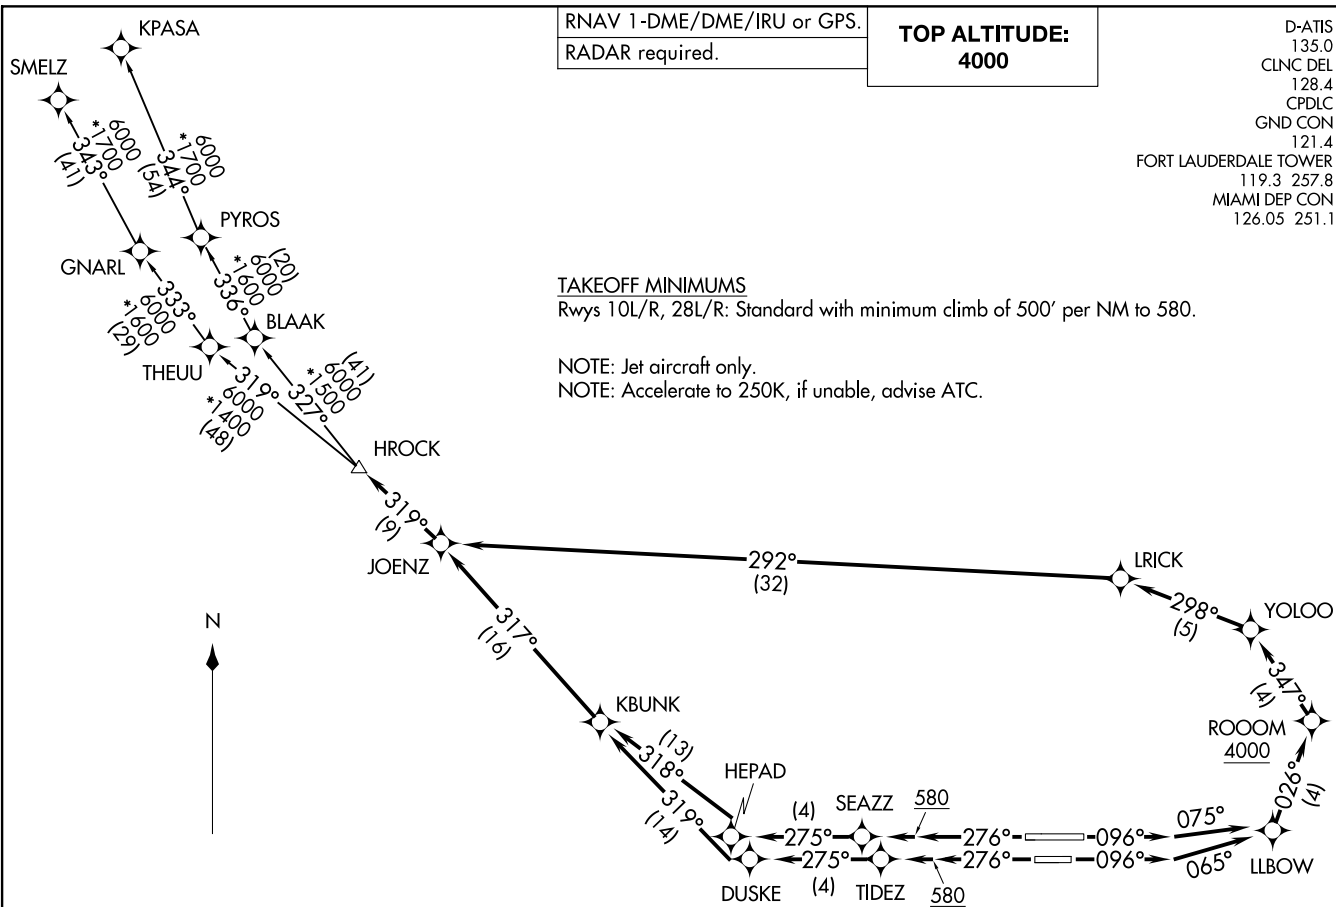 RNAV 1-DME/DME/IRU or GPS.
RADAR required.
TOP ALTITUDE:
4000
D-ATIS
135.0
CLNC DEL
128.4
CPDLC
GND CON
121.4
FORT LAUDERDALE TOWER
119.3 257.8
MIAMI DEP CON
126.05 251.1
KPASA
SMELZ
6000
*1700
343°
(41)
6000
*1700
344°
(54)
PYROS
GNARL
(20)
6000
*1600
336°
333°
6000
*1600
(29)
BLAAK
THEUU
(41)
6000
*1500
327°
319°
6000
*1400
(48)
TAKEOFF MINIMUMS
Rwys 10L/R, 28L/R: Standard with minimum climb of 500' per NM to 580.
NOTE: Jet aircraft only.
NOTE: Accelerate to 250K, if unable, advise ATC.
HROCK
319°
(9)
JOENZ
292°
(32)
LRICK
298°
(5)
YOLOO
347°
(4)
ROOOM
4000
026°
(4)
N
317°
(16)
KBUNK
(13)
318°
319°
(14)
HEPAD
SEAZZ
580
(4)
275°
276°
096°
075°
275°
(4)
276°
096°
065°
LLBOW
DUSKE
TIDEZ
580